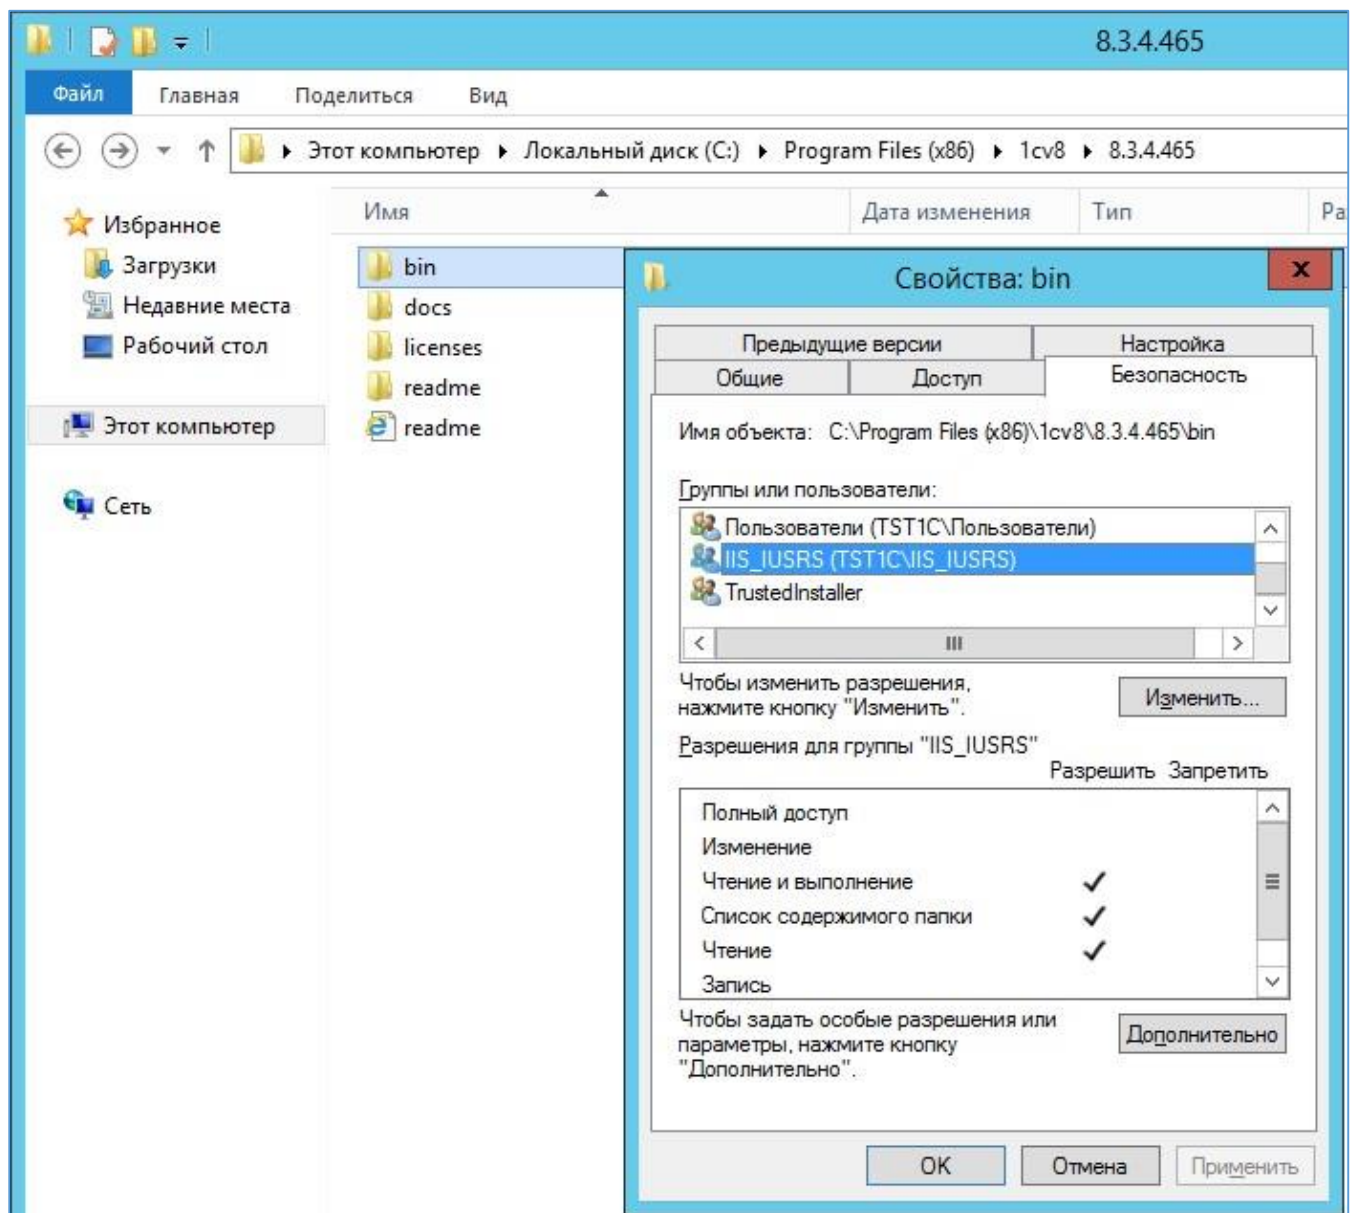 8.3.4.465
Файл Главная Поделиться Вид
Этот компьютер Локальный диск (C:) Program Files (x86) 1cv8 8.3.4.465
Имя Дата изменения Тип Ра
Избранное
Загрузки
Недавние места
Рабочий стол
Этот компьютер
Сеть
bin
docs
licenses
readme
readme
Свойства: bin
x
Предыдущие версии Настройка
Общие Доступ Безопасность
Имя объекта: C:\Program Files (x86)\1cv8\8.3.4.465\bin
Группы или пользователи:
Пользователи (TST1C\Пользователи)
IIS_IUSRS (TST1C\IIS_IUSRS)
TrustedInstaller
Чтобы изменить разрешения,
нажмите кнопку "Изменить".
Изменить...
Разрешения для группы "IIS_IUSRS"
Разрешить Запретить
Полный доступ
Изменение
Чтение и выполнение
Список содержимого папки
Чтение
Запись
Чтобы задать особые разрешения или
параметры, нажмите кнопку
"Дополнительно".
Дополнительно
OK Отмена Применить